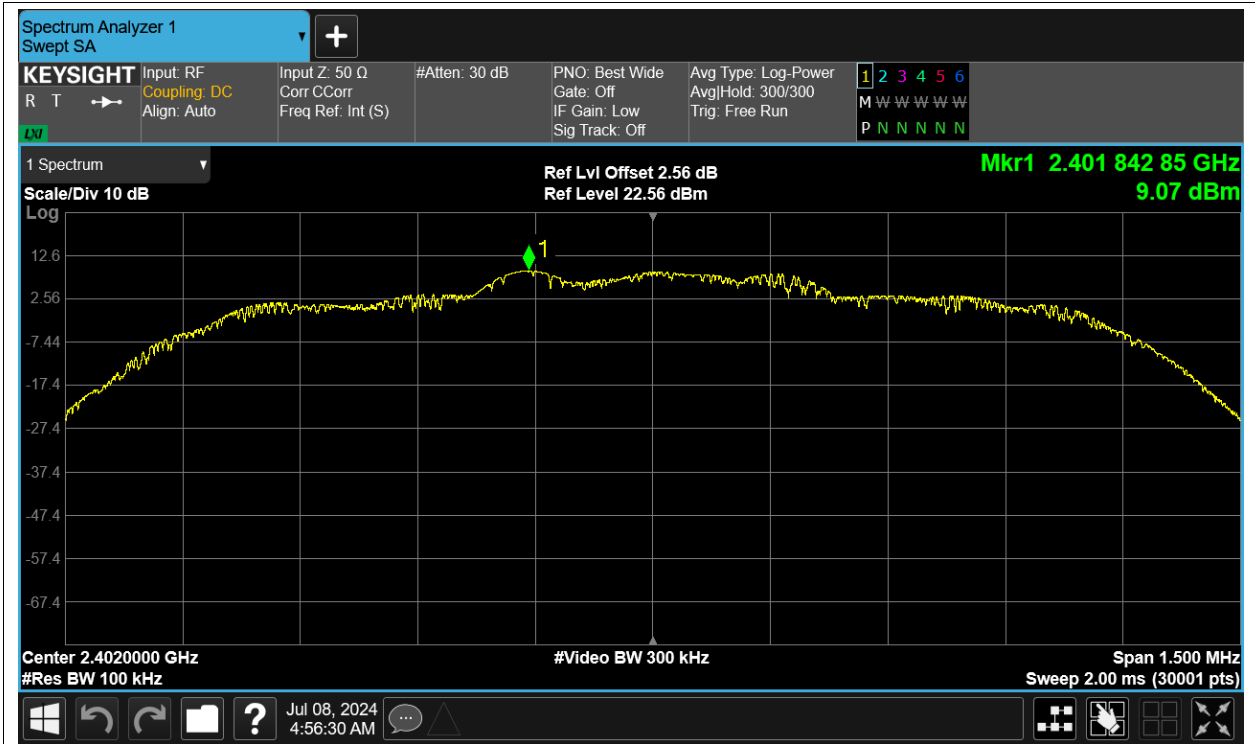 Spectrum Analyzer 1
Swept SA
KEYSIGHT
R T
LXI
Input: RF
Coupling: DC
Align: Auto
Input Z: 50 Ω
Corr CCorr
Freq Ref: Int (S)
#Atten: 30 dB
PNO: Best Wide
Gate: Off
IF Gain: Low
Sig Track: Off
Avg Type: Log-Power
Avg|Hold: 300/300
Trig: Free Run
1 2 3 4 5 6
M W W W W W
P N N N N N
1 Spectrum
Scale/Div 10 dB
Log
Ref Lvl Offset 2.56 dB
Ref Level 22.56 dBm
Mkr1 2.401 842 85 GHz
9.07 dBm
1
12.6
2.56
-7.44
-17.4
-27.4
-37.4
-47.4
-57.4
-67.4
Center 2.4020000 GHz
#Res BW 100 kHz
#Video BW 300 kHz
Span 1.500 MHz
Sweep 2.00 ms (30001 pts)
?
Jul 08, 2024
4:56:30 AM